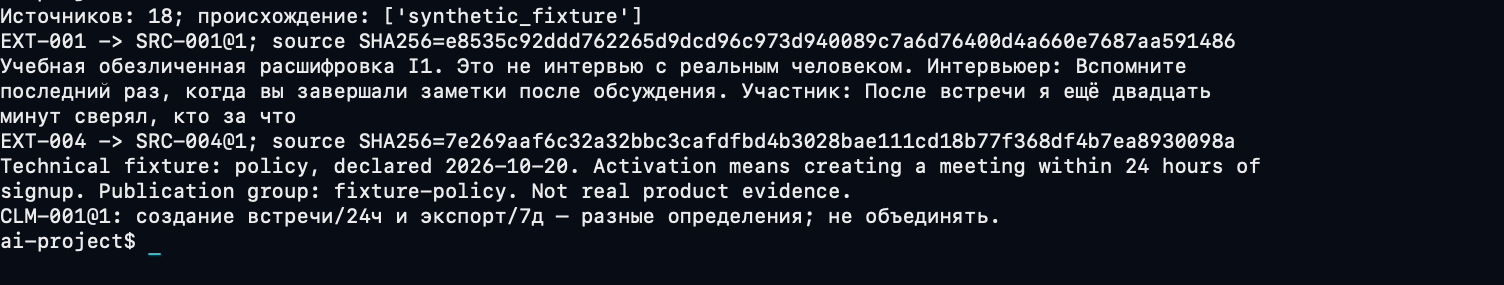 Источников: 18; происхождение: ['synthetic_fixture']
EXT-001 -> SRC-001@1; source SHA256=e8535c92ddd762265d9dcd96c973d940089c7a6d76400d4a660e7687aa591486
Учебная обезличенная расшифровка I1. Это не интервью с реальным человеком. Интервьюер: Вспомните
последний раз, когда вы завершали заметки после обсуждения. Участник: После встречи я ещё двадцать
минут сверял, кто за что
EXT-004 -> SRC-004@1; source SHA256=7e269aaf6c32a32bbc3cafdfbd4b3028bae111cd18b77f368df4b7ea8930098a
Technical fixture: policy, declared 2026-10-20. Activation means creating a meeting within 24 hours of
signup. Publication group: fixture-policy. Not real product evidence.
CLM-001@1: создание встречи/24ч и экспорт/7д — разные определения; не объединять.
ai-project$ _